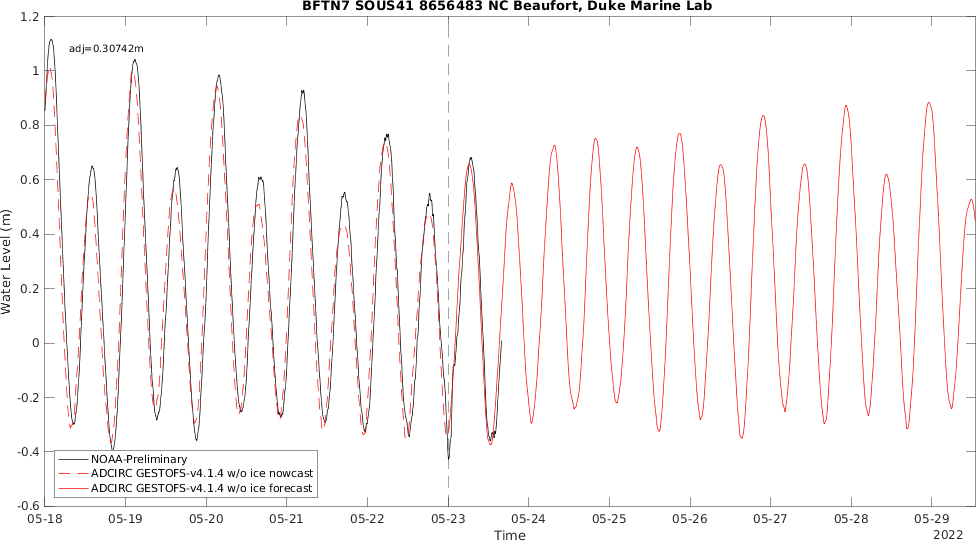 BFTN7 SOUS41 8656483 NC Beaufort, Duke Marine Lab
adj=0.30742m
1.2
1
0.8
0.6
0.4
0.2
0
-0.2
-0.4
-0.6
Water Level (m)
NOAA-Preliminary
ADCIRC GESTOFS-v4.1.4 w/o ice nowcast
ADCIRC GESTOFS-v4.1.4 w/o ice forecast
05-18 05-19 05-20 05-21 05-22 05-23 05-24 05-25 05-26 05-27 05-28 05-29
Time
2022